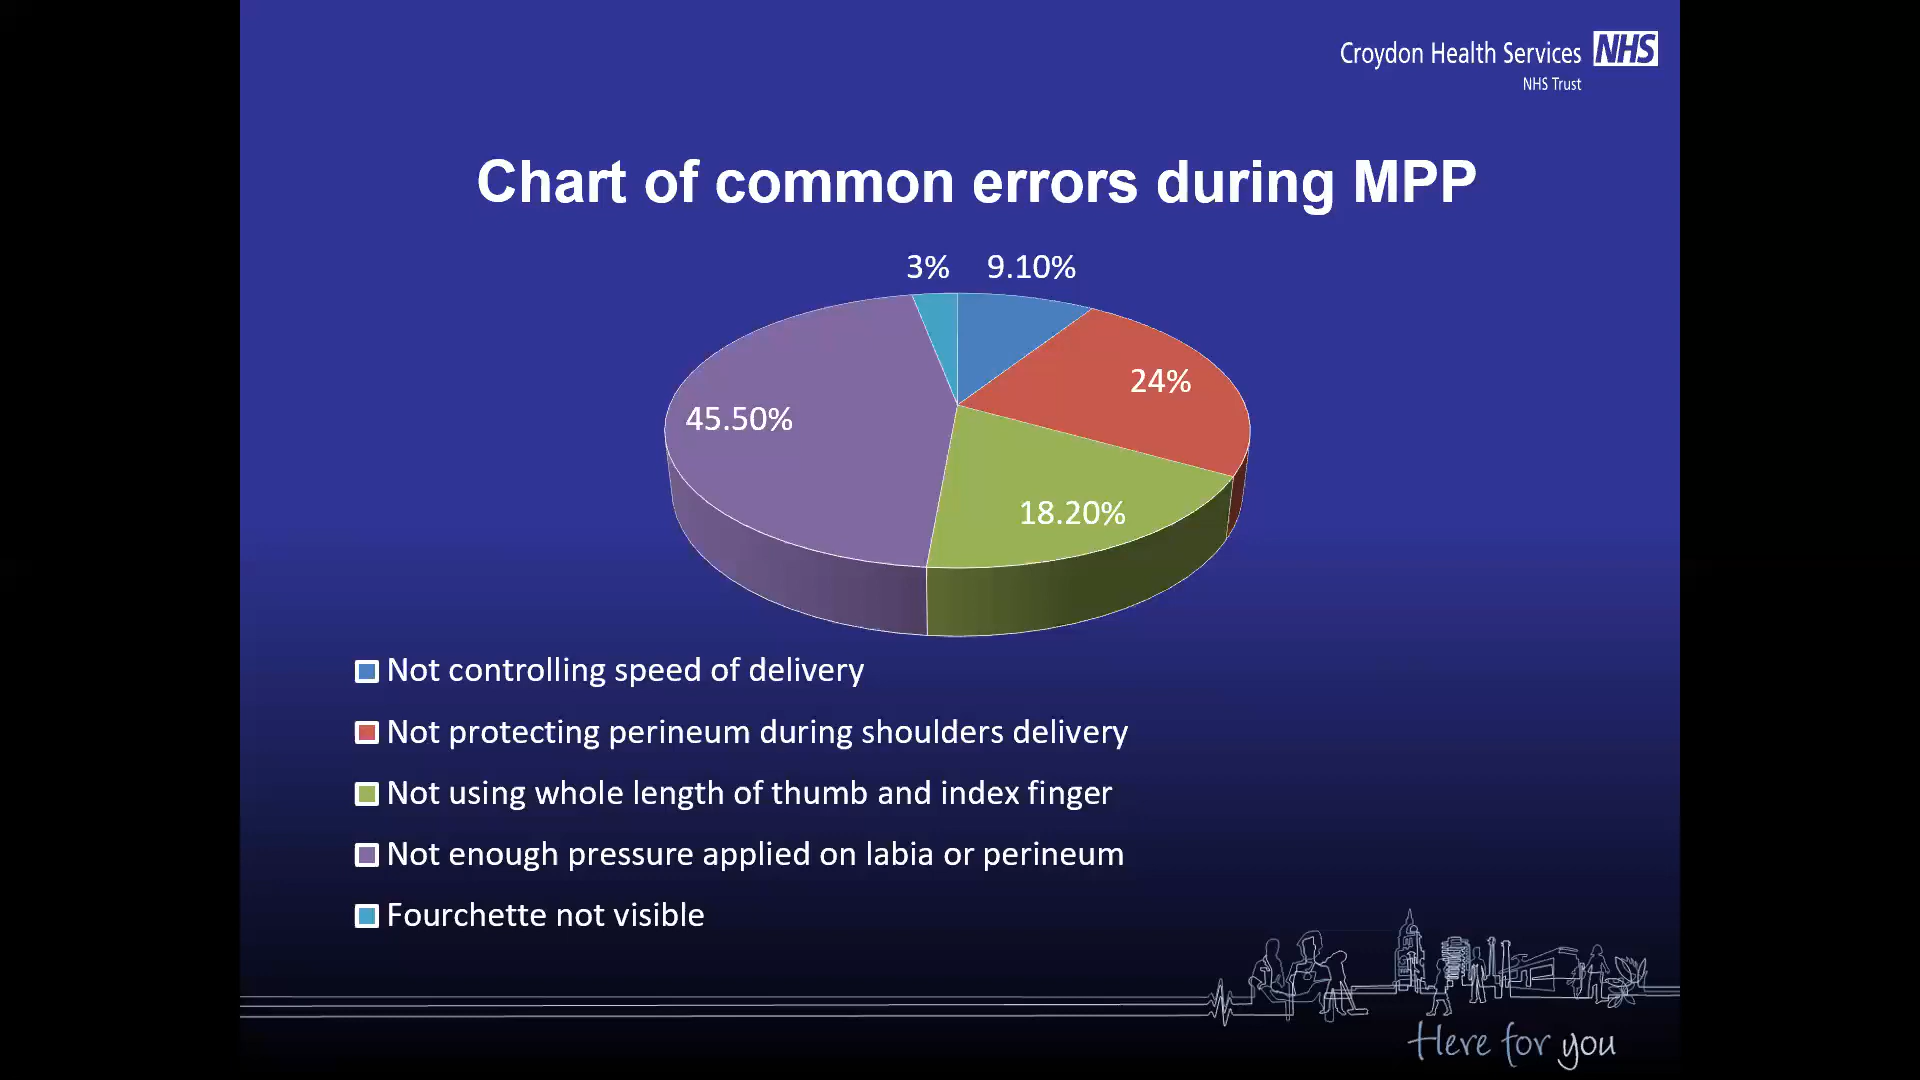 Croydon Health Services NHS
NHS Trust
Chart of common errors during MPP
3% 9.10%
24%
45.50%
18.20%
Not controlling speed of delivery
Not protecting perineum during shoulders delivery
Not using whole length of thumb and index finger
Not enough pressure applied on labia or perineum
Fourchette not visible
Here for you